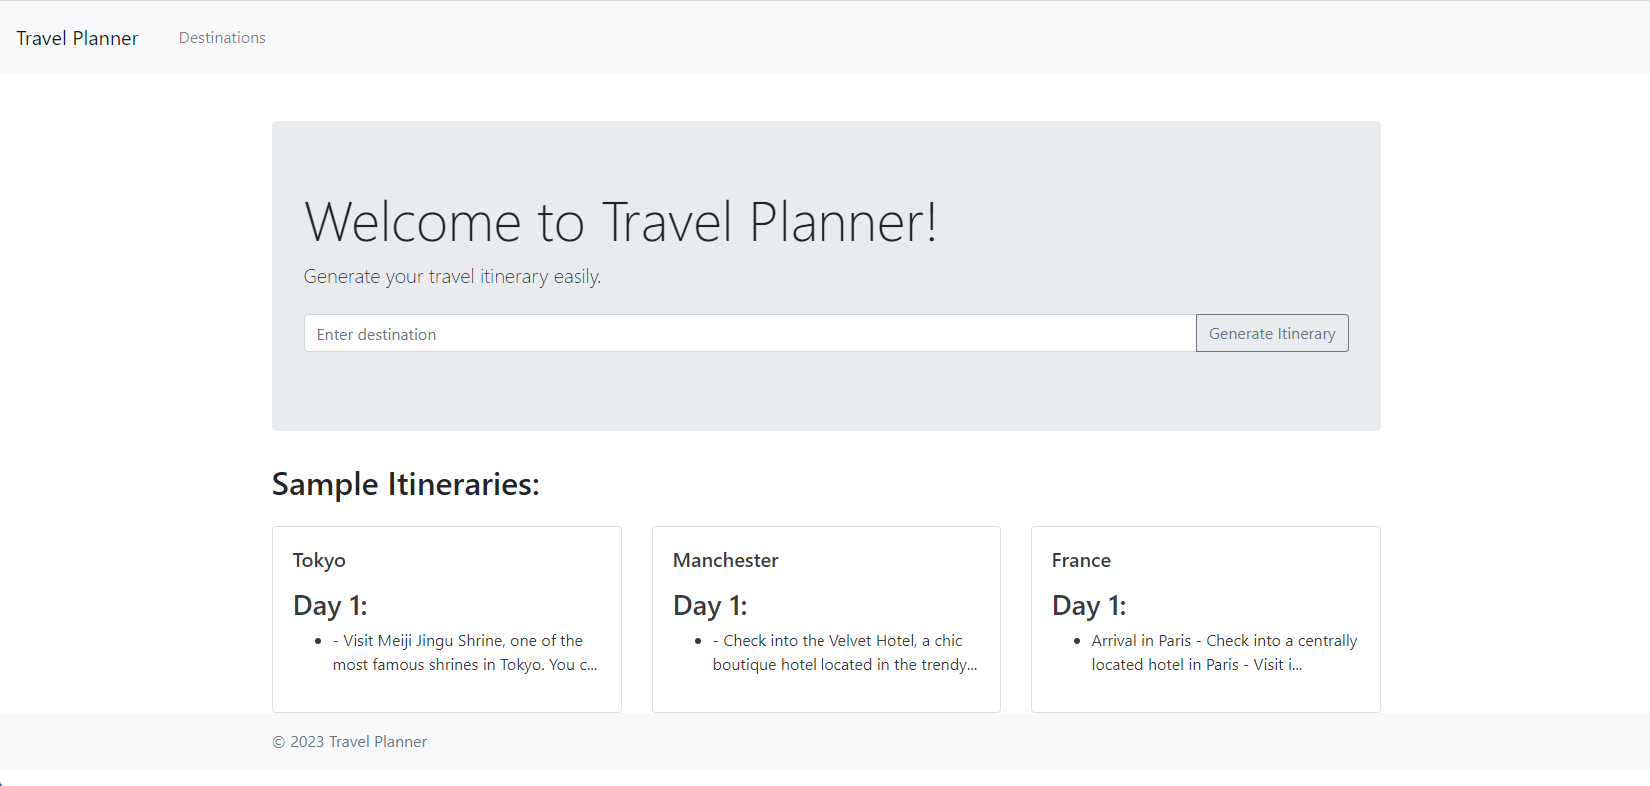 Travel Planner
Destinations
Welcome to Travel Planner!
Generate your travel itinerary easily.
Enter destination
Generate Itinerary
Sample Itineraries:
Tokyo
Day 1:
- Visit Meiji Jingu Shrine, one of the
most famous shrines in Tokyo. You c...
Manchester
Day 1:
- Check into the Velvet Hotel, a chic
boutique hotel located in the trendy...
France
Day 1:
Arrival in Paris - Check into a centrally
located hotel in Paris - Visit i...
© 2023 Travel Planner